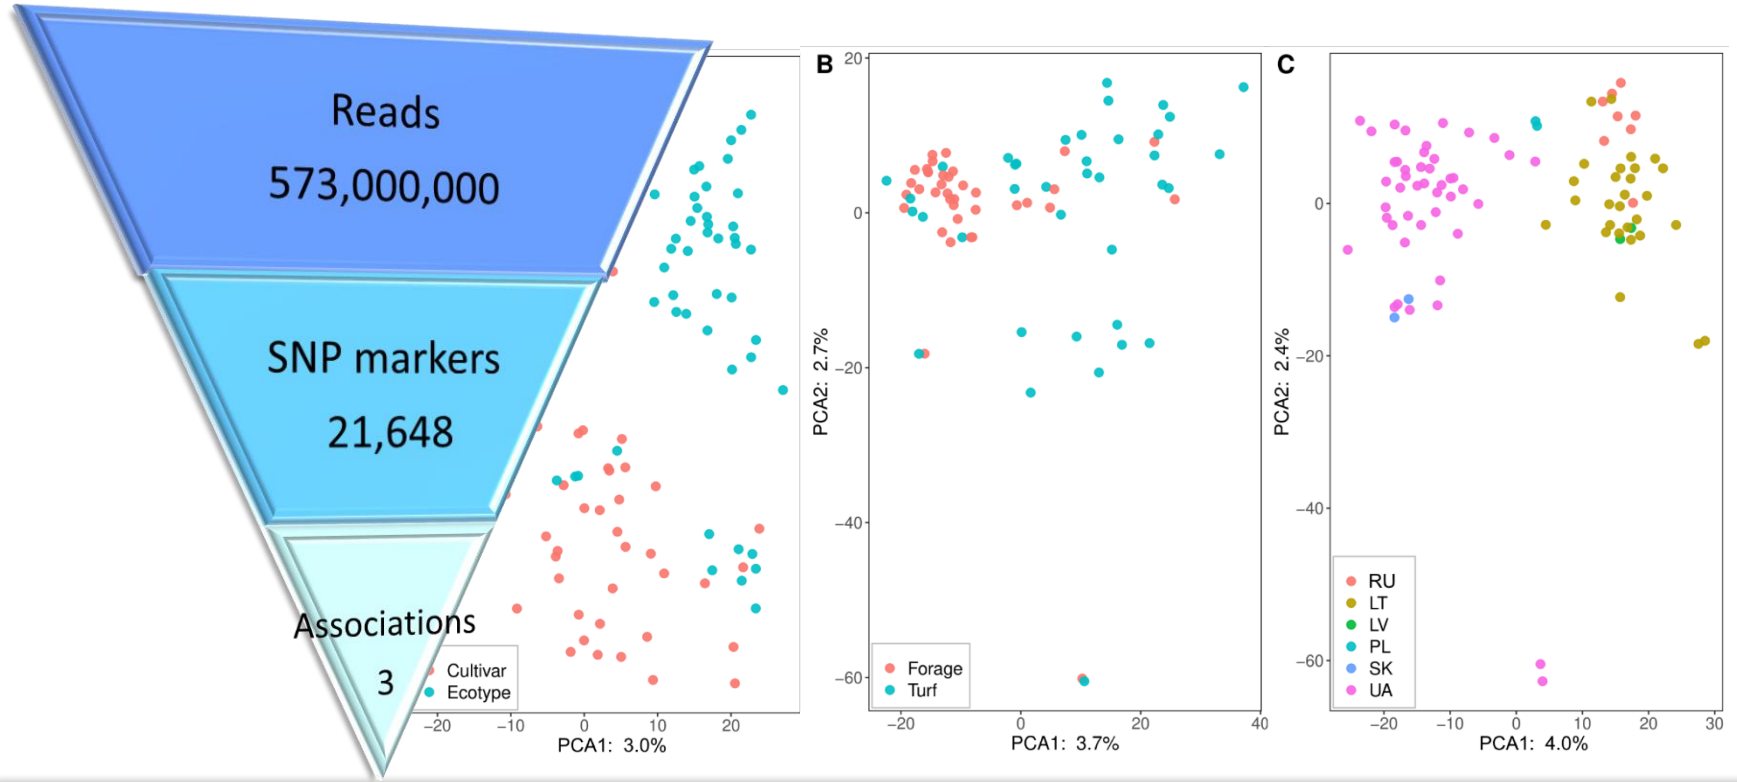 Reads
573,000,000
SNP markers
21,648
Associations
3
Cultivar
Ecotype
−20 −10 0 10 20
PCA1: 3.0%
B
20
0
−20
−40
−60
PCA2: 2.7%
Forage
Turf
−20 0 20 40
PCA1: 3.7%
C
0
−20
−40
−60
PCA2: 2.4%
RU
LT
LV
PL
SK
UA
−20 −10 0 10 20 30
PCA1: 4.0%